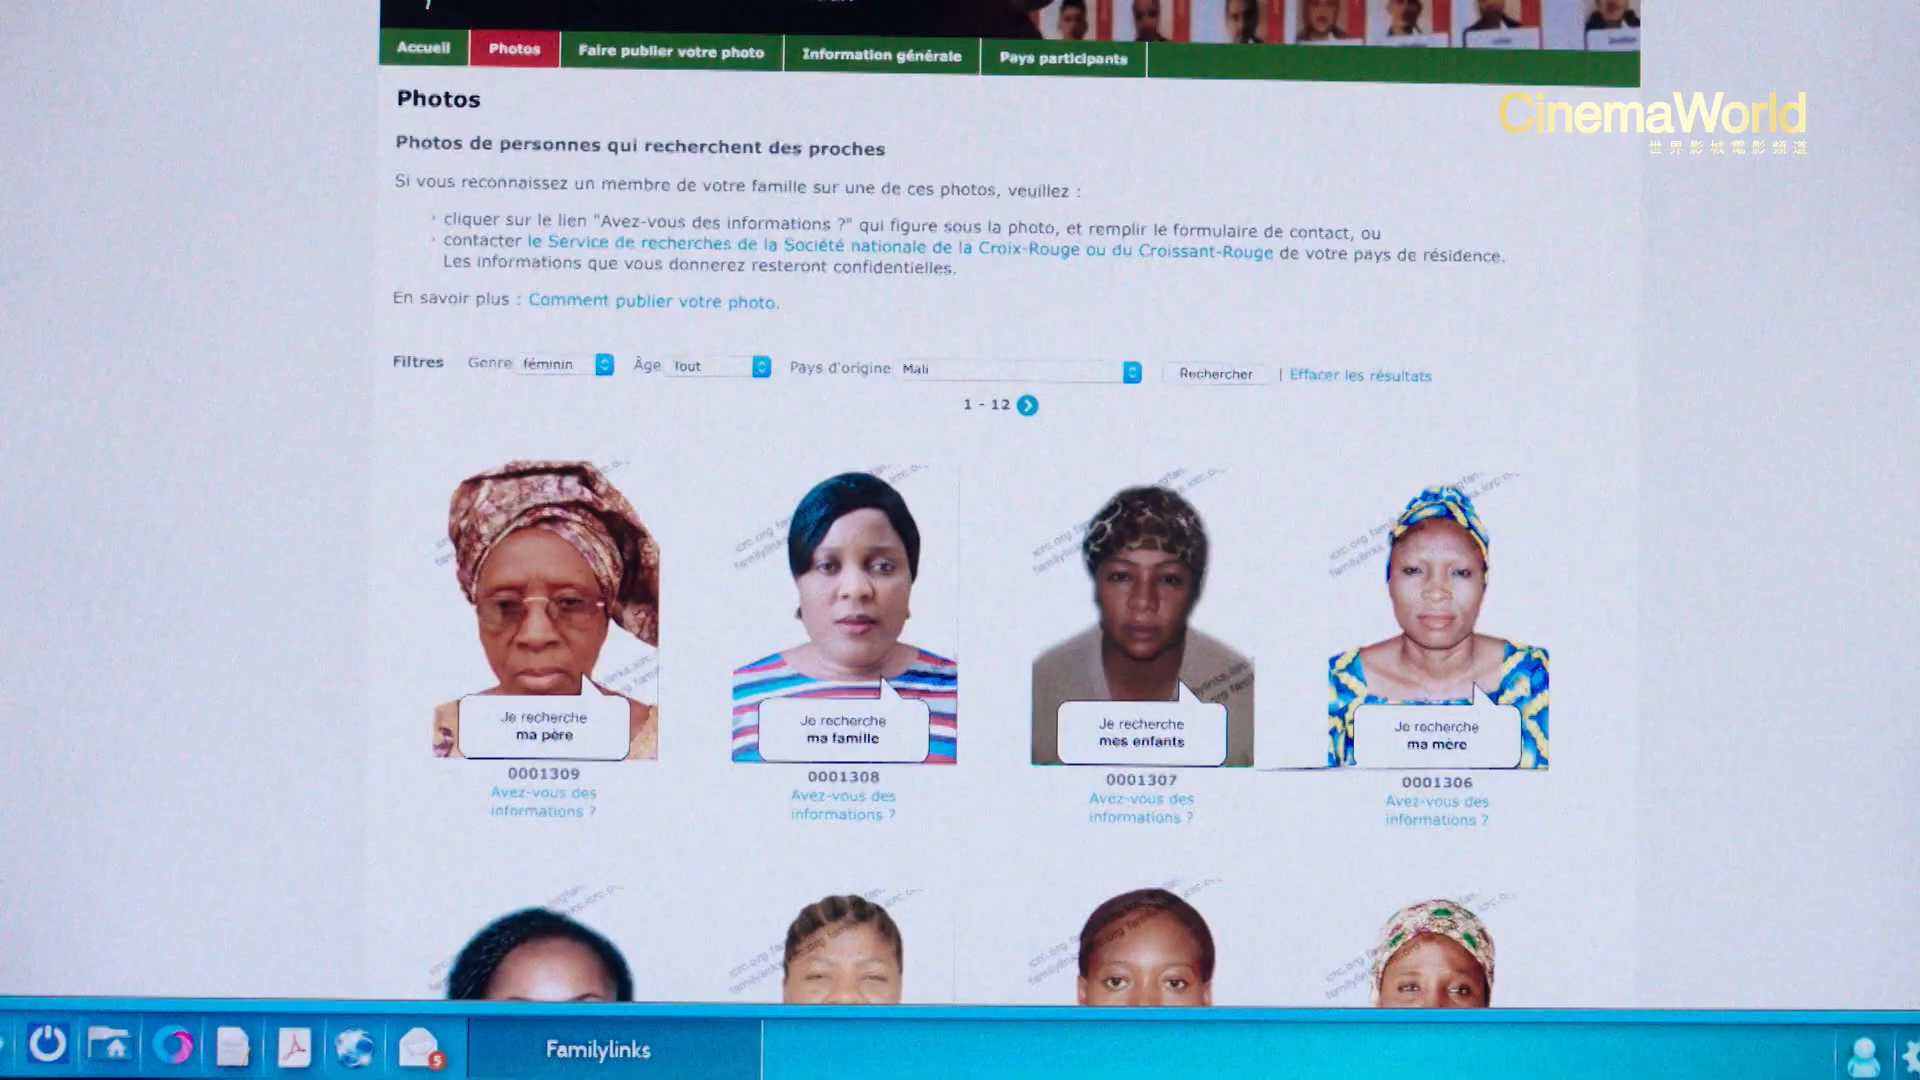 Accueil
Photos
Faire publier votre photo
Information générale
Pays participants
Photos
CinemaWorld
世界影城電影頻道
Photos de personnes qui recherchent des proches
Si vous reconnaissez un membre de votre famille sur une de ces photos, veuillez :
cliquer sur le lien "Avez-vous des informations ?" qui figure sous la photo, et remplir le formulaire de contact, ou
contacter le Service de recherches de la Société nationale de la Croix-Rouge ou du Croissant-Rouge de votre pays de résidence.
Les informations que vous donnerez resteront confidentielles.
En savoir plus : Comment publier votre photo.
Filtres Genre féminin Âge Tout Pays d'origine Mali Rechercher | Effacer les résultats
1 - 12
Je recherche
ma père
0001309
Avez-vous des
informations ?
Je recherche
ma famille
0001308
Avez-vous des
informations ?
Je recherche
mes enfants
0001307
Avez-vous des
informations ?
Je recherche
ma mère
0001306
Avez-vous des
informations ?
5
Familylinks